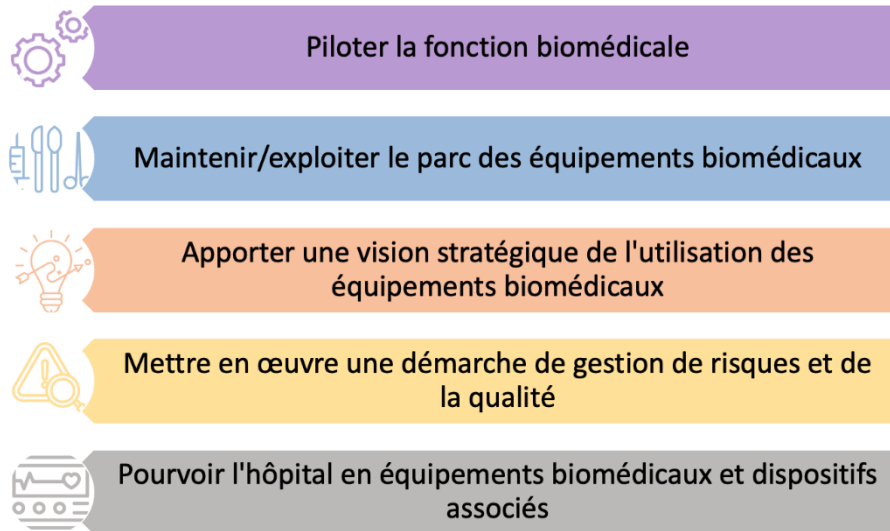 Piloter la fonction biomédicale
Maintenir/exploiter le parc des équipements biomédicaux
Apporter une vision stratégique de l'utilisation des
équipements biomédicaux
Mettre en œuvre une démarche de gestion de risques et de
la qualité
Pourvoir l'hôpital en équipements biomédicaux et dispositifs
associés